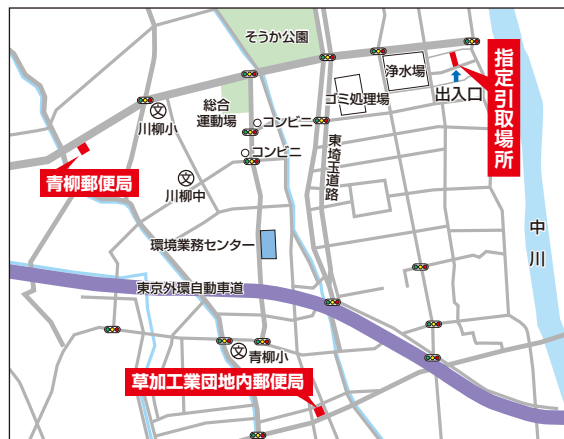 そうか公園
浄水場
指定引取場所
ゴミ処理場
出入口
総合
運動場
コンビニ
文
川柳小
コンビニ
東埼玉道路
青柳郵便局
文
川柳中
中川
環境業務センター
東京外環自動車道
文
青柳小
草加工業団地内郵便局